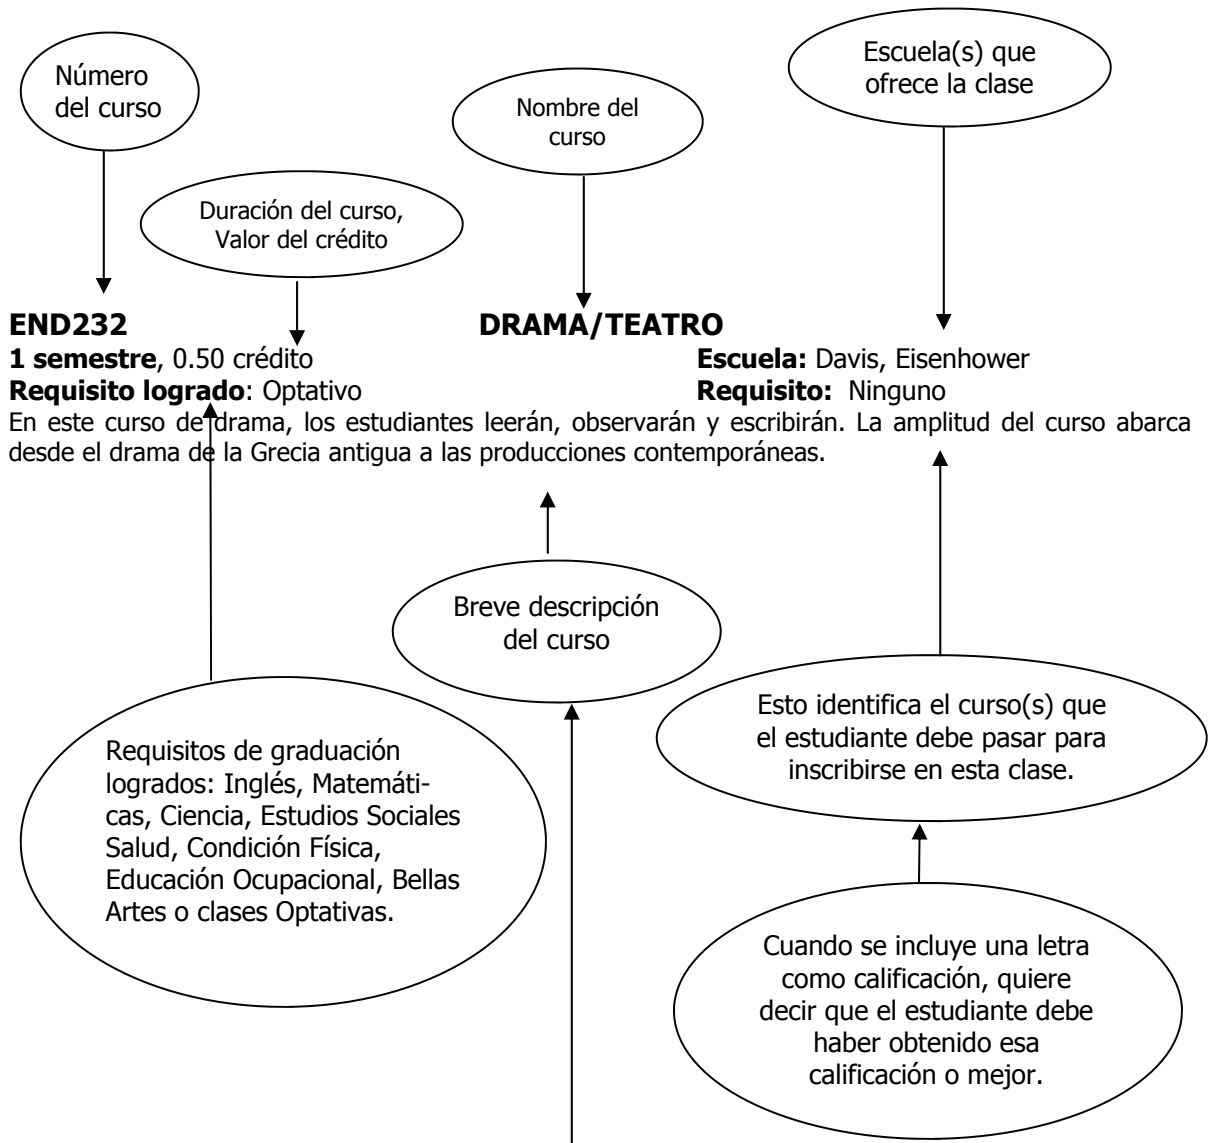 Número
del curso
Escuela(s) que
ofrece la clase
Nombre del
curso
Duración del curso,
Valor del crédito
END232 DRAMA/TEATRO
1 semestre, 0.50 crédito Escuela: Davis, Eisenhower
Requisito logrado: Optativo Requisito: Ninguno
En este curso de drama, los estudiantes leerán, observarán y escribirán. La amplitud del curso abarca
desde el drama de la Grecia antigua a las producciones contemporáneas.
Breve descripción
del curso
Requisitos de graduación
logrados: Inglés, Matemáti-
cas, Ciencia, Estudios Sociales
Salud, Condición Física,
Educación Ocupacional, Bellas
Artes o clases Optativas.
Esto identifica el curso(s) que
el estudiante debe pasar para
inscribirse en esta clase.
Cuando se incluye una letra
como calificación, quiere
decir que el estudiante debe
haber obtenido esa
calificación o mejor.